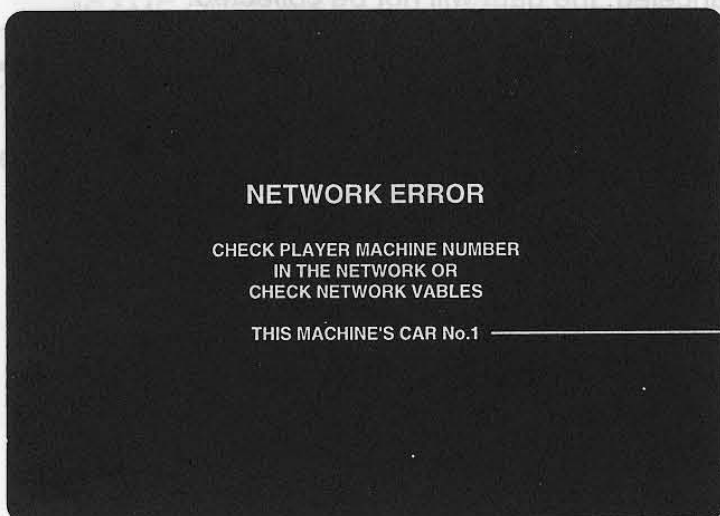 NETWORK ERROR
CHECK PLAYER MACHINE NUMBER
IN THE NETWORK OR
CHECK NETWORK VABLES
THIS MACHINE'S CAR No.1